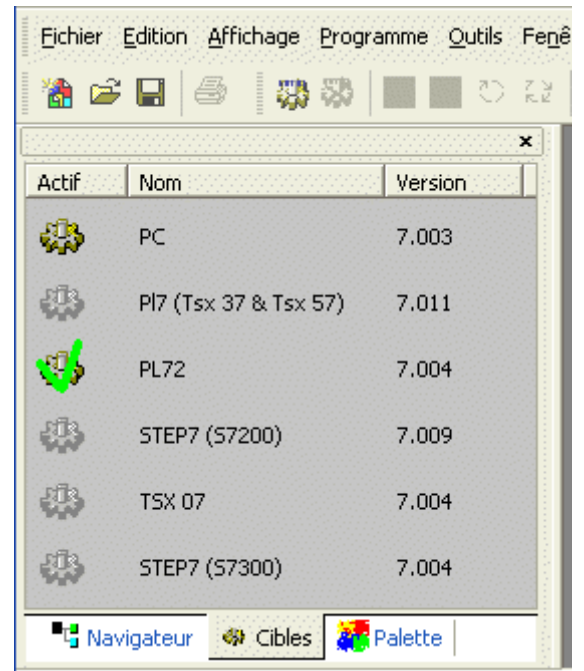 Fichier Edition Affichage Programme Outils Fenê
x
Actif Nom Version
PC 7.003
Pl7 (Tsx 37 & Tsx 57) 7.011
PL72 7.004
STEP7 (S7200) 7.009
TSX 07 7.004
STEP7 (S7300) 7.004
Navigateur Cibles Palette